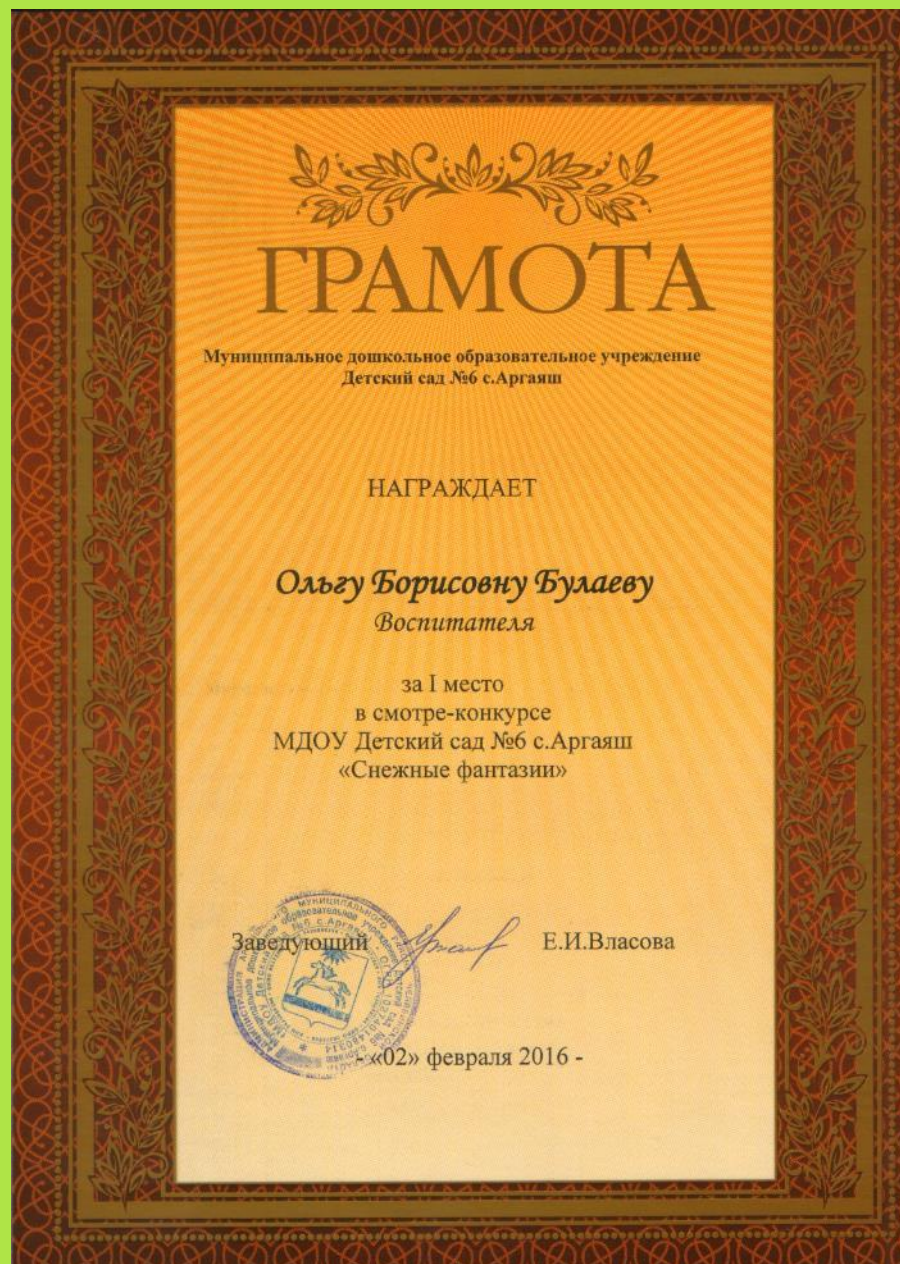 ГРАМОТА
Муниципальное дошкольное образовательное учреждение
Детский сад №6 с.Аргаяш
НАГРАЖДАЕТ
Ольгу Борисовну Булаеву
Воспитателя
за I место
в смотре-конкурсе
МДОУ Детский сад №6 с.Аргаяш
«Снежные фантазии»
Заведующий Е.И.Власова
- «02» февраля 2016 -